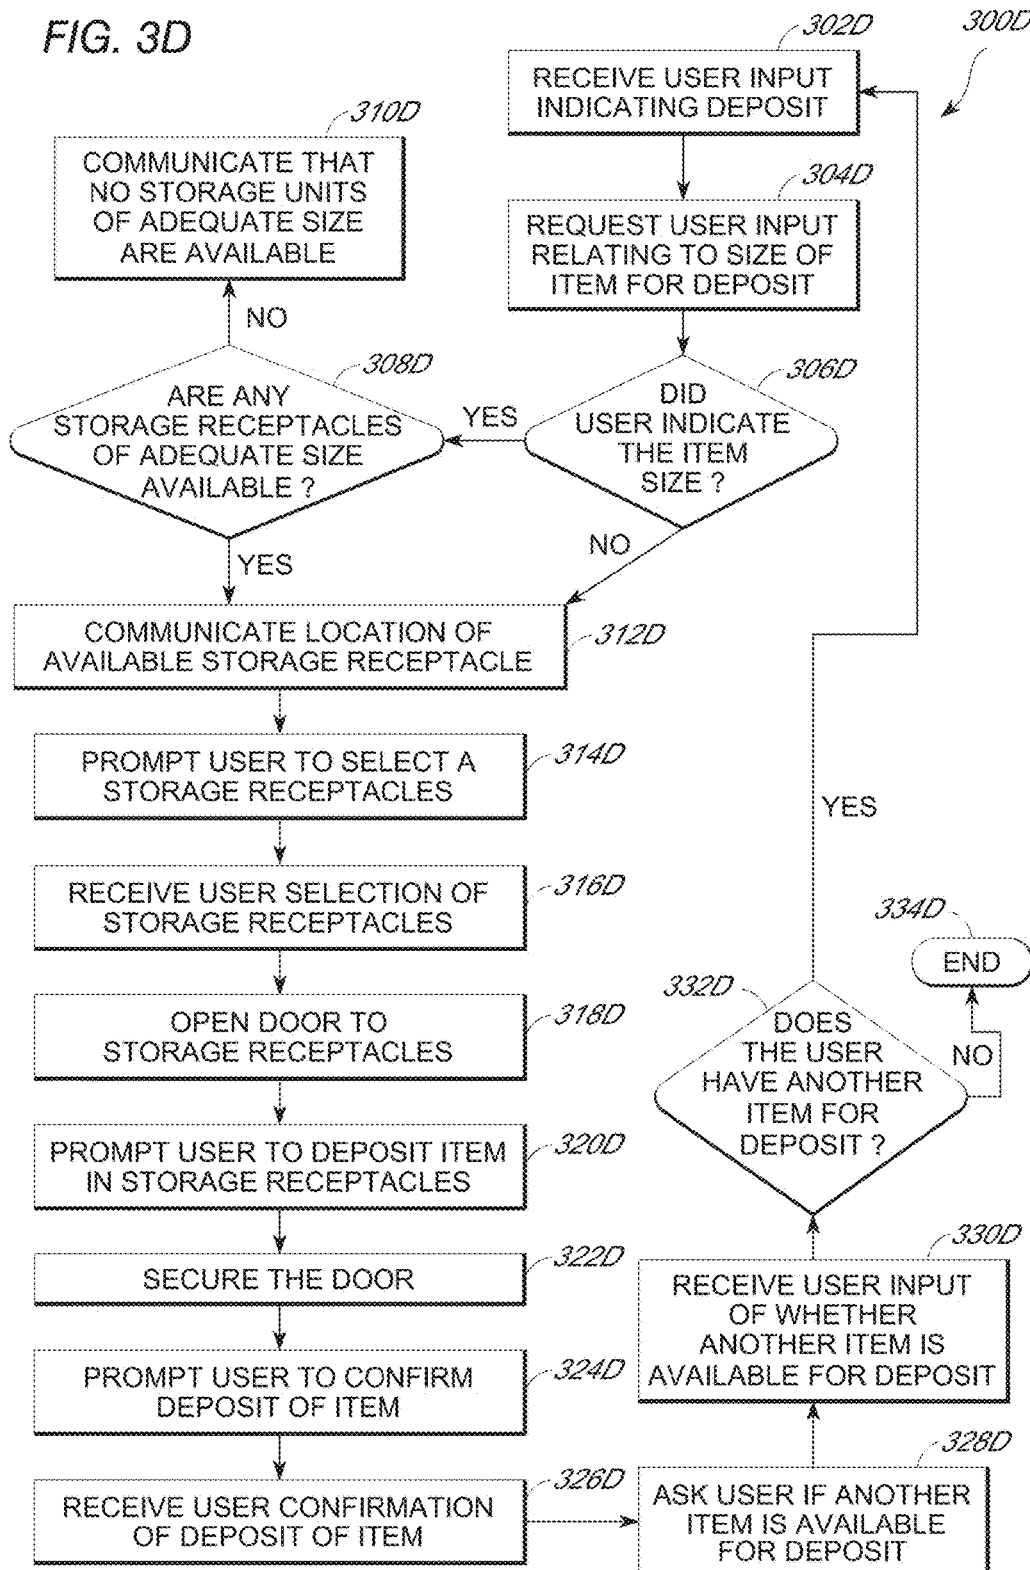 FIG. 3D
300D
302D
RECEIVE USER INPUT
INDICATING DEPOSIT
304D
REQUEST USER INPUT
RELATING TO SIZE OF
ITEM FOR DEPOSIT
306D
DID
USER INDICATE
THE ITEM
SIZE ?
YES
NO
308D
ARE ANY
STORAGE RECEPTACLES
OF ADEQUATE SIZE
AVAILABLE ?
NO
YES
310D
COMMUNICATE THAT
NO STORAGE UNITS
OF ADEQUATE SIZE
ARE AVAILABLE
312D
COMMUNICATE LOCATION OF
AVAILABLE STORAGE RECEPTACLE
314D
PROMPT USER TO SELECT A
STORAGE RECEPTACLES
316D
RECEIVE USER SELECTION OF
STORAGE RECEPTACLES
318D
OPEN DOOR TO
STORAGE RECEPTACLES
320D
PROMPT USER TO DEPOSIT ITEM
IN STORAGE RECEPTACLES
322D
SECURE THE DOOR
324D
PROMPT USER TO CONFIRM
DEPOSIT OF ITEM
326D
RECEIVE USER CONFIRMATION
OF DEPOSIT OF ITEM
328D
ASK USER IF ANOTHER
ITEM IS AVAILABLE
FOR DEPOSIT
330D
RECEIVE USER INPUT
OF WHETHER
ANOTHER ITEM IS
AVAILABLE FOR DEPOSIT
332D
DOES
THE USER
HAVE ANOTHER
ITEM FOR
DEPOSIT ?
YES
NO
334D
END